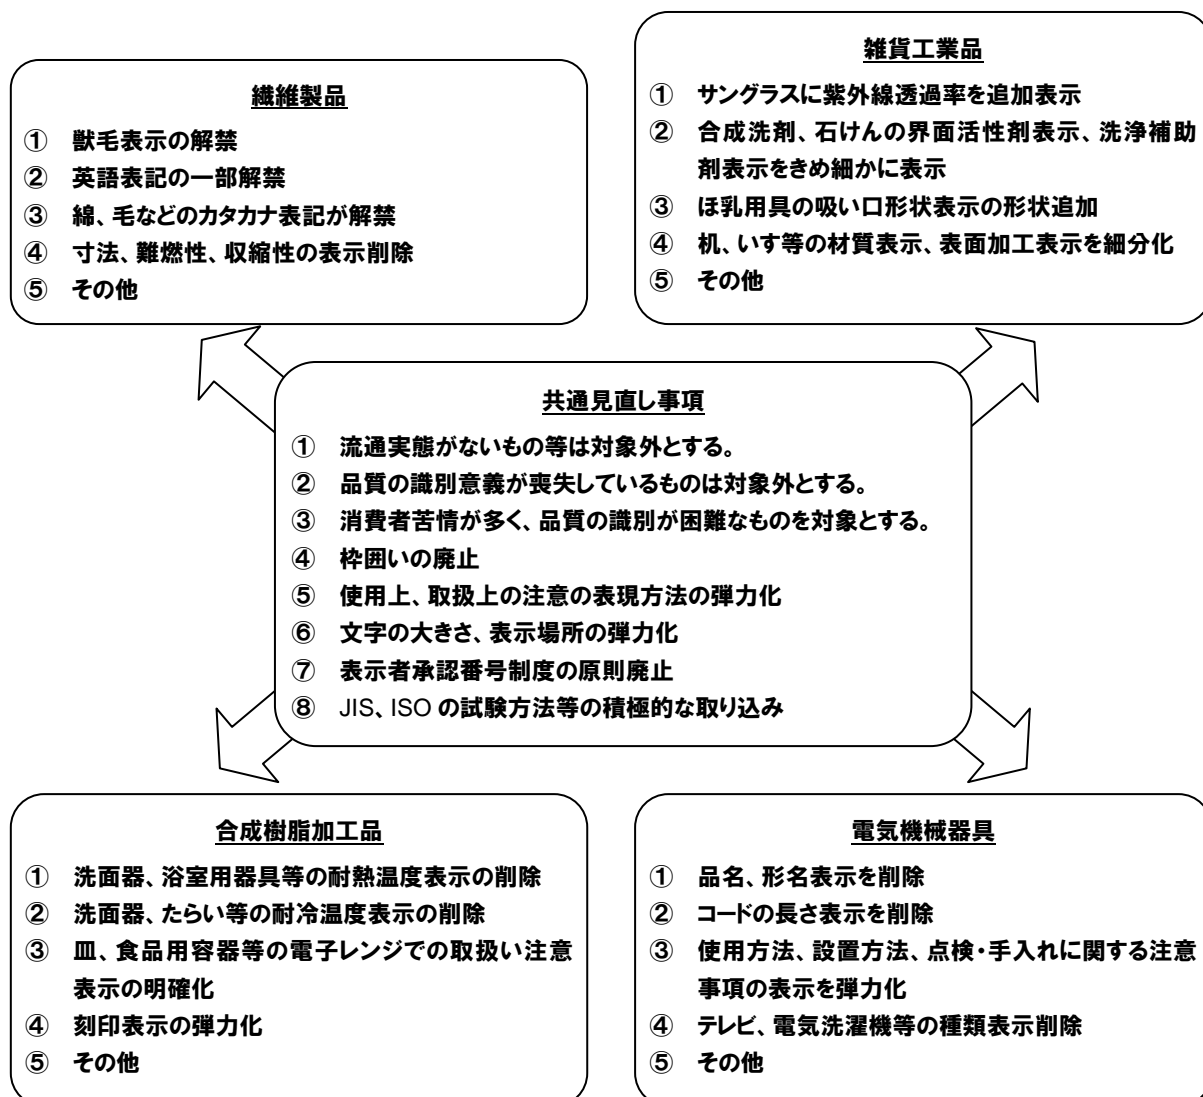 繊維製品
① 獣毛表示の解禁
② 英語表記の一部解禁
③ 綿、毛などのカタカナ表記が解禁
④ 寸法、難燃性、収縮性の表示削除
⑤ その他
雑貨工業品
① サングラスに紫外線透過率を追加表示
② 合成洗剤、石けんの界面活性剤表示、洗浄補助
剤表示をきめ細かに表示
③ ほ乳用具の吸い口形状表示の形状追加
④ 机、いす等の材質表示、表面加工表示を細分化
⑤ その他
共通見直し事項
① 流通実態がないもの等は対象外とする。
② 品質の識別意義が喪失しているものは対象外とする。
③ 消費者苦情が多く、品質の識別が困難なものを対象とする。
④ 枠囲いの廃止
⑤ 使用上、取扱上の注意の表現方法の弾力化
⑥ 文字の大きさ、表示場所の弾力化
⑦ 表示者承認番号制度の原則廃止
⑧ JIS、ISO の試験方法等の積極的な取り込み
合成樹脂加工品
① 洗面器、浴室用器具等の耐熱温度表示の削除
② 洗面器、たらい等の耐冷温度表示の削除
③ 皿、食品用容器等の電子レンジでの取扱い注意
表示の明確化
④ 刻印表示の弾力化
⑤ その他
電気機械器具
① 品名、形名表示を削除
② コードの長さ表示を削除
③ 使用方法、設置方法、点検・手入れに関する注意
事項の表示を弾力化
④ テレビ、電気洗濯機等の種類表示削除
⑤ その他